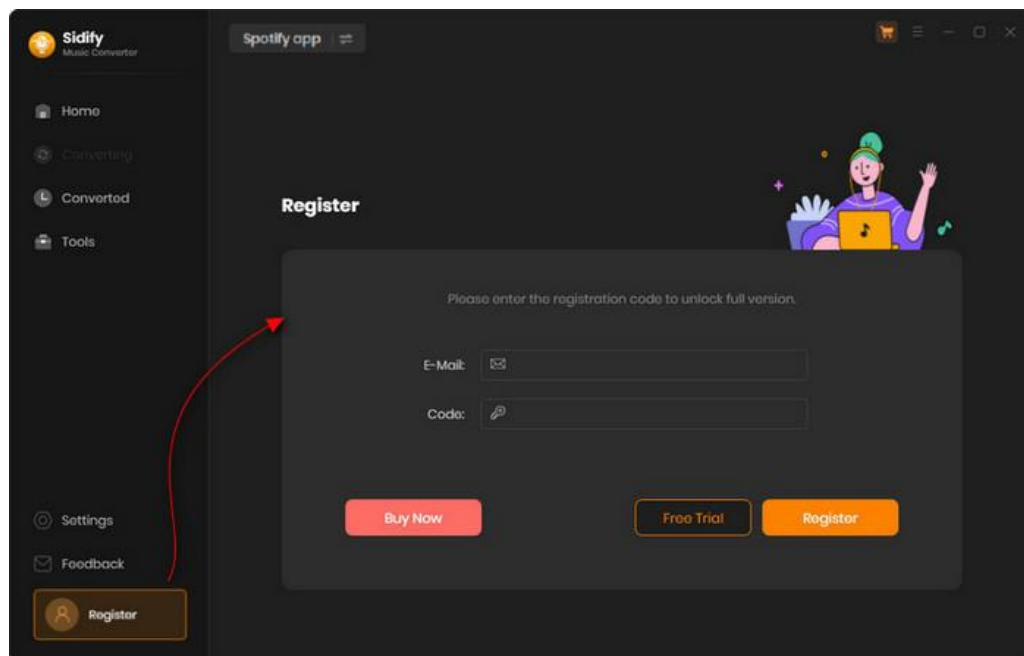 Sidify
Music Converter
Spotify app
Home
Converting
Converted
Tools
Register
Please enter the registration code to unlock full version.
E-Mail:
Code:
Buy Now
Free Trial
Register
Settings
Feedback
Register